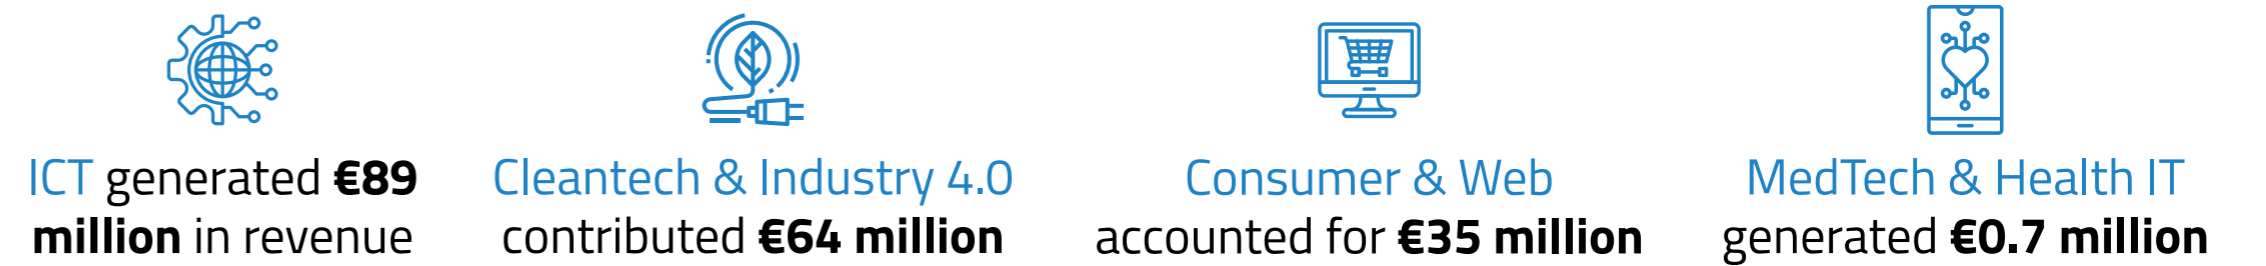 ICT generated €89
million in revenue
Cleantech & Industry 4.0
contributed €64 million
Consumer & Web
accounted for €35 million
MedTech & Health IT
generated €0.7 million